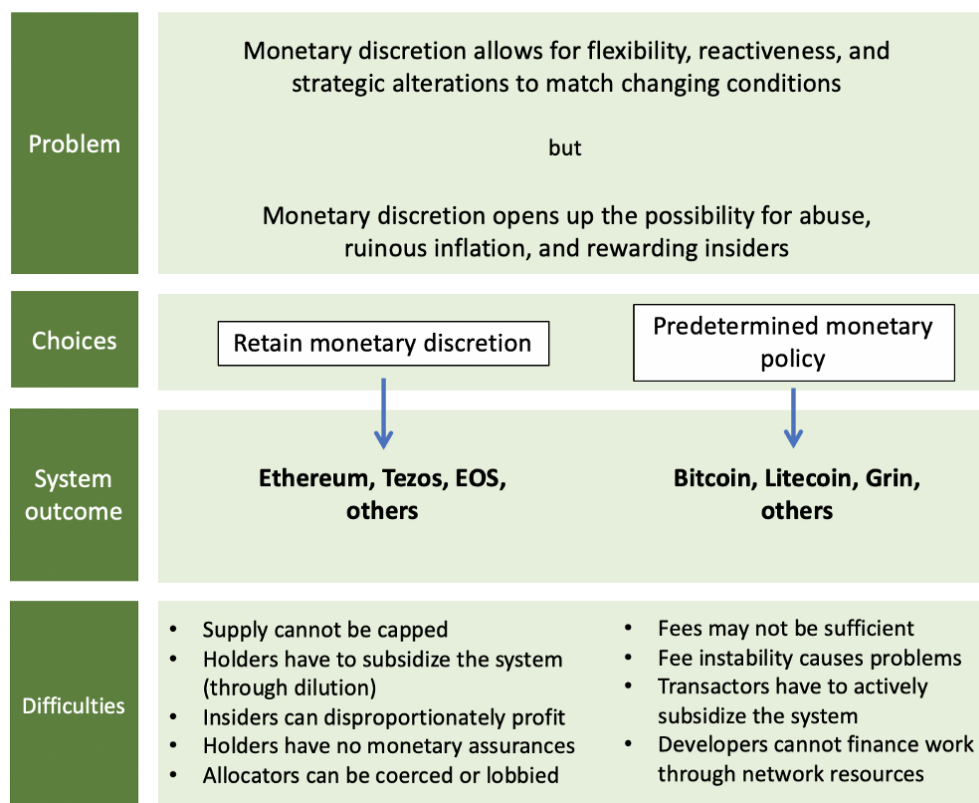 Problem
Monetary discretion allows for flexibility, reactiveness, and
strategic alterations to match changing conditions
but
Monetary discretion opens up the possibility for abuse,
ruinous inflation, and rewarding insiders
Choices
Retain monetary discretion
Predetermined monetary
policy
System
outcome
Ethereum, Tezos, EOS,
others
Bitcoin, Litecoin, Grin,
others
Difficulties
• Supply cannot be capped
• Holders have to subsidize the system
(through dilution)
• Insiders can disproportionately profit
• Holders have no monetary assurances
• Allocators can be coerced or lobbied
• Fees may not be sufficient
• Fee instability causes problems
• Transactors have to actively
subsidize the system
• Developers cannot finance work
through network resources